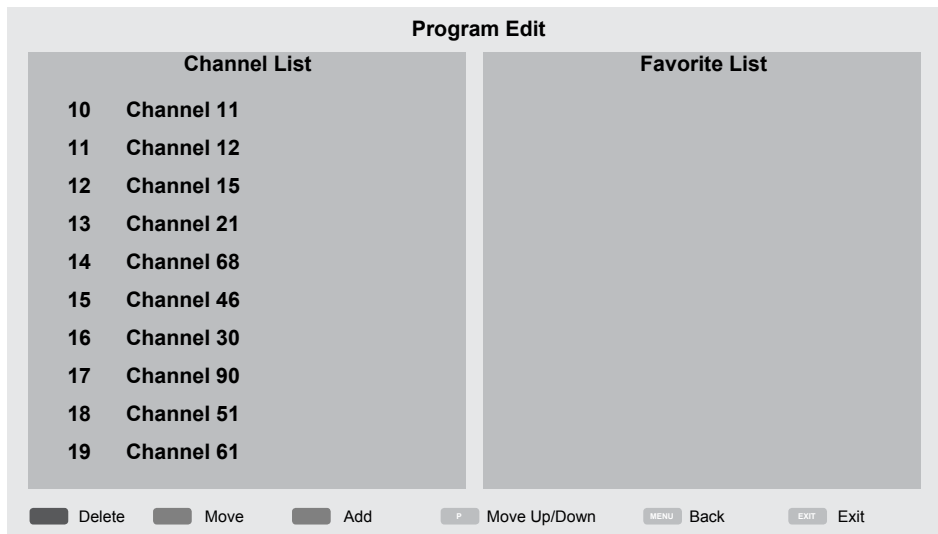 Program Edit
Channel List
10 Channel 11
11 Channel 12
12 Channel 15
13 Channel 21
14 Channel 68
15 Channel 46
16 Channel 30
17 Channel 90
18 Channel 51
19 Channel 61
Favorite List
Delete Move Add P Move Up/Down MENU Back EXIT Exit